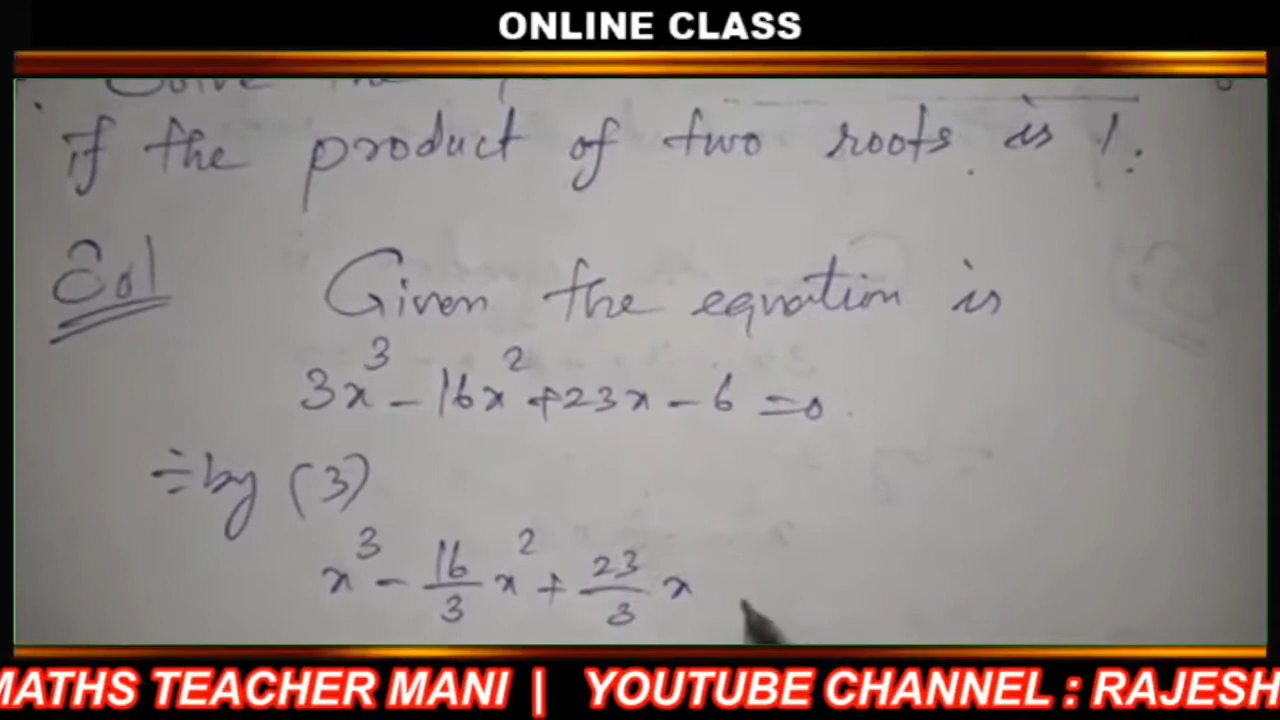 ONLINE CLASS
if the product of two roots is 1.
Sol
Given the equation is
3x³ - 16x² + 23x - 6 = 0
÷ by (3)
x³ - 16/3 x² + 23/3 x
MATHS TEACHER MANI | YOUTUBE CHANNEL : RAJESH